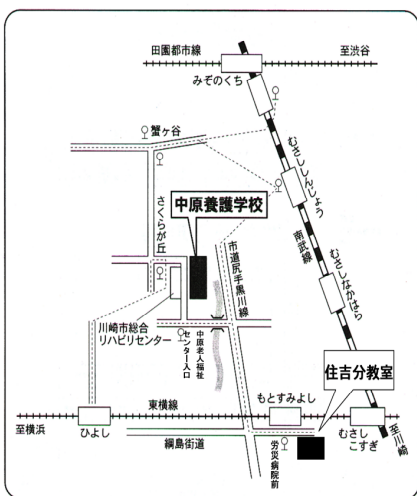 田園都市線
至渋谷
みぞのくち
蟹ヶ谷
むさししんじょう
さくらが丘
中原養護学校
市道尻手黒川線
南武線
むさしなかはら
川崎市総合
リハビリセンター
中原老人福祉
センター入口
住吉分教室
東横線
もとすみよし
至横浜
ひよし
綱島街道
労災病院前
むさし
こすぎ
至川崎